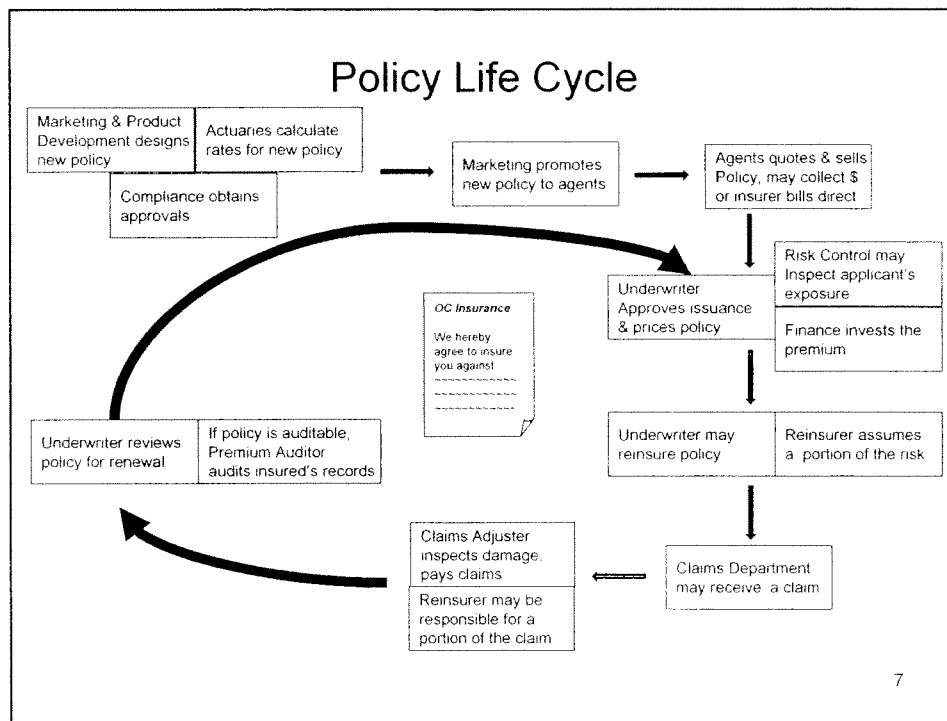 Policy Life Cycle
Marketing & Product
Development designs
new policy
Actuaries calculate
rates for new policy
Compliance obtains
approvals
Marketing promotes
new policy to agents
Agents quotes & sells
Policy, may collect $
or insurer bills direct
Risk Control may
Inspect applicant's
exposure
Underwriter
Approves issuance
& prices policy
Finance invests the
premium
OC Insurance
We hereby
agree to insure
you against
Underwriter may
reinsure policy
Reinsurer assumes
a portion of the risk
Claims Department
may receive a claim
Claims Adjuster
inspects damage,
pays claims
Reinsurer may be
responsible for a
portion of the claim
Underwriter reviews
policy for renewal
If policy is auditable,
Premium Auditor
audits insured's records
7